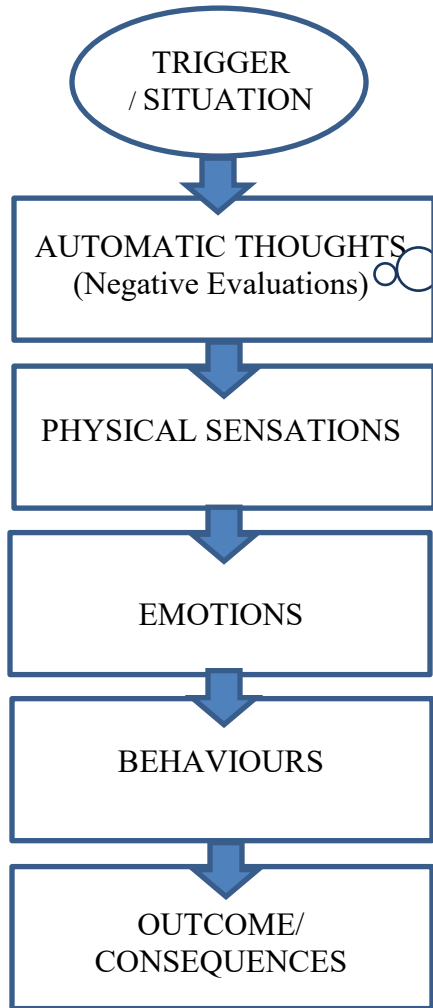 TRIGGER
/ SITUATION
AUTOMATIC THOUGHTS
(Negative Evaluations)
PHYSICAL SENSATIONS
EMOTIONS
BEHAVIOURS
OUTCOME/
CONSEQUENCES